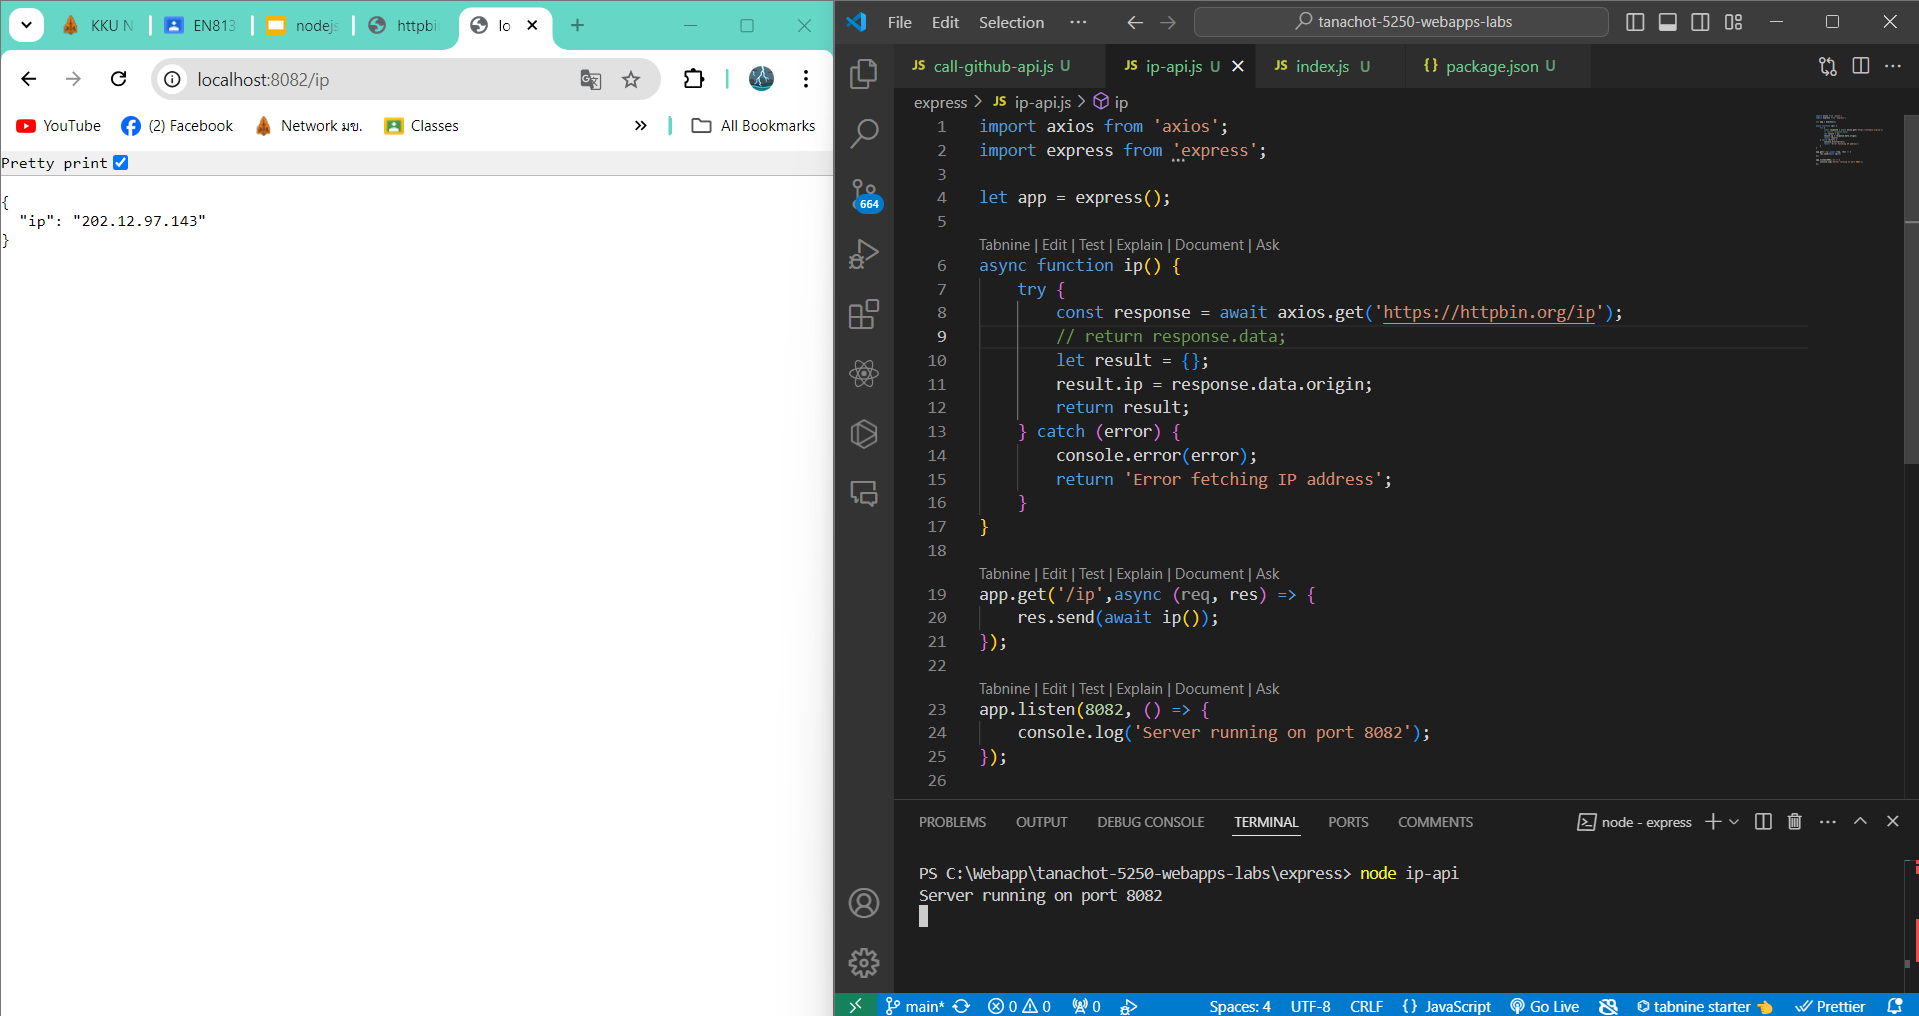 KKU N
EN813
nodejs
httpbi
lo
localhost:8082/ip
YouTube
(2) Facebook
Network มข.
Classes
All Bookmarks
Pretty print
{
"ip": "202.12.97.143"
}
File Edit Selection ···
tanachot-5250-webapps-labs
JS call-github-api.js U
JS ip-api.js U
JS index.js U
{} package.json U
express > JS ip-api.js > ip
664
1 import axios from 'axios';
2 import express from 'express';
3
4 let app = express();
5
Tabnine | Edit | Test | Explain | Document | Ask
6 async function ip() {
7 try {
8 const response = await axios.get('https://httpbin.org/ip');
9 // return response.data;
10 let result = {};
11 result.ip = response.data.origin;
12 return result;
13 } catch (error) {
14 console.error(error);
15 return 'Error fetching IP address';
16 }
17 }
18
Tabnine | Edit | Test | Explain | Document | Ask
19 app.get('/ip',async (req, res) => {
20 res.send(await ip());
21 });
22
Tabnine | Edit | Test | Explain | Document | Ask
23 app.listen(8082, () => {
24 console.log('Server running on port 8082');
25 });
26
PROBLEMS OUTPUT DEBUG CONSOLE TERMINAL PORTS COMMENTS
node - express
PS C:\Webapp\tanachot-5250-webapps-labs\express> node ip-api
Server running on port 8082
main* 0 0 0 Spaces: 4 UTF-8 CRLF {} JavaScript Go Live tabnine starter Prettier